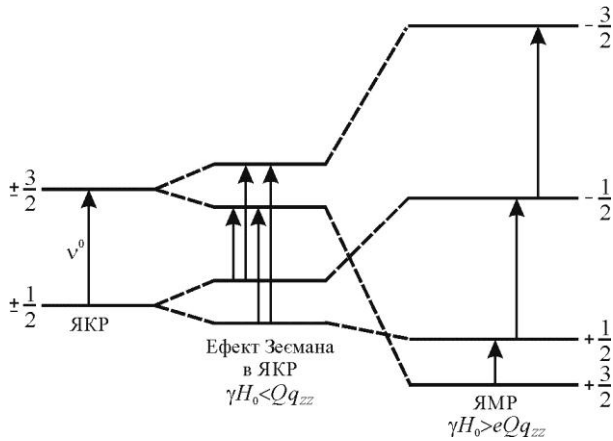 ± 3/2
ν⁰
± 1/2
ЯКР
Ефект Зеємана
в ЯКР
γH₀<Qq_zz
− 3/2
− 1/2
+ 1/2
+ 3/2
ЯМР
γH₀>eQq_zz